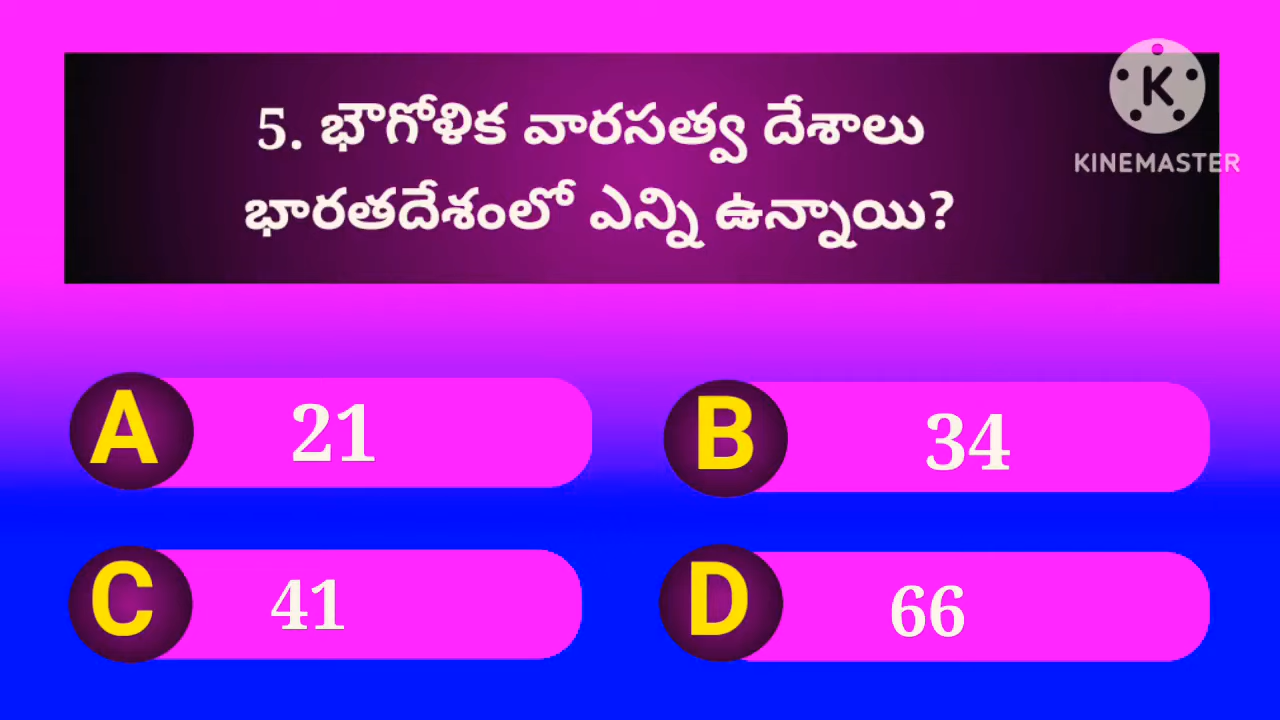 5. భౌగోళిక వారసత్వ దేశాలు
KINEMASTER
భారతదేశంలో ఎన్ని ఉన్నాయి?
A 21
B 34
C 41
D 66